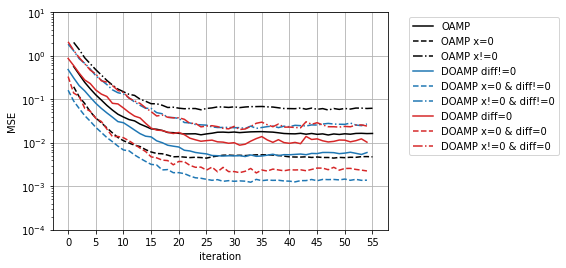 10^1
10^0
10^-1
10^-2
10^-3
10^-4
MSE
0 5 10 15 20 25 30 35 40 45 50 55
iteration
OAMP
OAMP x=0
OAMP x!=0
DOAMP diff!=0
DOAMP x=0 & diff!=0
DOAMP x!=0 & diff!=0
DOAMP diff=0
DOAMP x=0 & diff=0
DOAMP x!=0 & diff=0